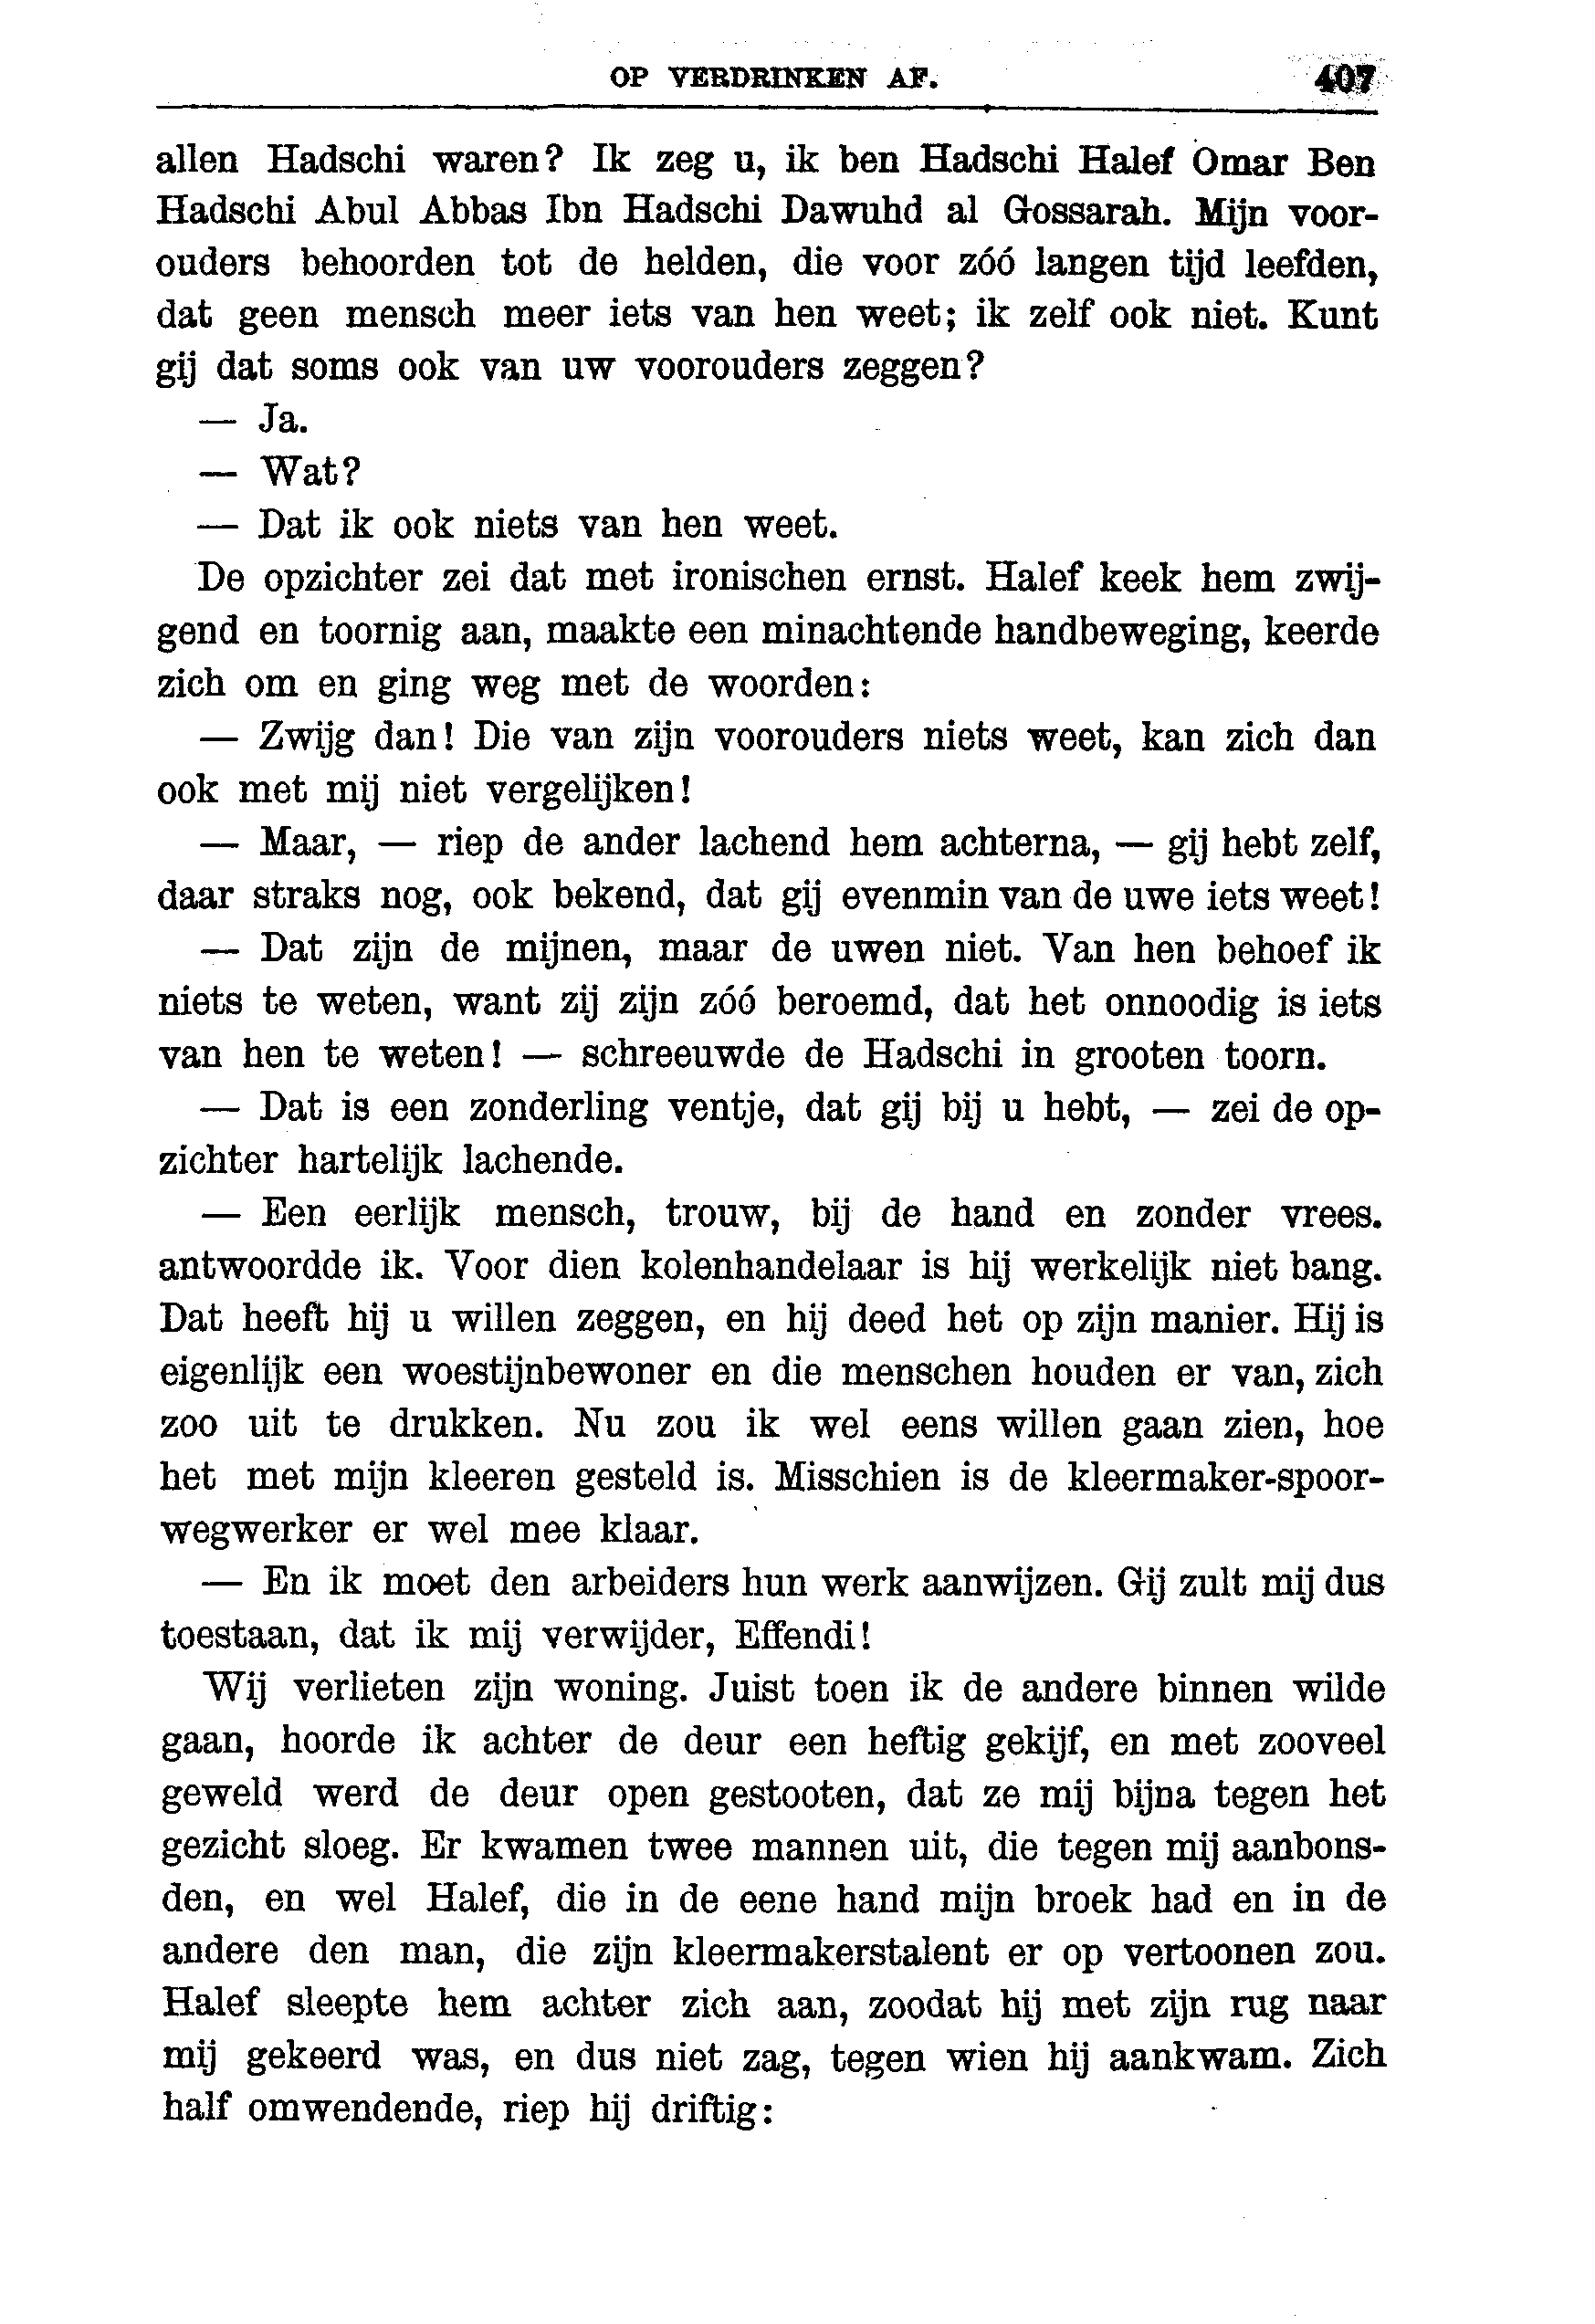 OP VERDRINKEN AF. 407
allen Hadschi waren? Ik zeg u, ik ben Hadschi Halef Omar Ben
Hadschi Abul Abbas Ibn Hadschi Dawuhd al Gossarah. Mijn voor-
ouders behoorden tot de helden, die voor zóó langen tijd leefden,
dat geen mensch meer iets van hen weet; ik zelf ook niet. Kunt
gij dat soms ook van uw voorouders zeggen?
— Ja.
— Wat?
— Dat ik ook niets van hen weet.
De opzichter zei dat met ironischen ernst. Halef keek hem zwij-
gend en toornig aan, maakte een minachtende handbeweging, keerde
zich om en ging weg met de woorden:
— Zwijg dan! Die van zijn voorouders niets weet, kan zich dan
ook met mij niet vergelijken!
— Maar, — riep de ander lachend hem achterna, — gij hebt zelf,
daar straks nog, ook bekend, dat gij evenmin van de uwe iets weet!
— Dat zijn de mijnen, maar de uwen niet. Van hen behoef ik
niets te weten, want zij zijn zóó beroemd, dat het onnoodig is iets
van hen te weten! — schreeuwde de Hadschi in grooten toorn.
— Dat is een zonderling ventje, dat gij bij u hebt, — zei de op-
zichter hartelijk lachende.
— Een eerlijk mensch, trouw, bij de hand en zonder vrees.
antwoordde ik. Voor dien kolenhandelaar is hij werkelijk niet bang.
Dat heeft hij u willen zeggen, en hij deed het op zijn manier. Hij is
eigenlijk een woestijnbewoner en die menschen houden er van, zich
zoo uit te drukken. Nu zou ik wel eens willen gaan zien, hoe
het met mijn kleeren gesteld is. Misschien is de kleermaker-spoor-
wegwerker er wel mee klaar.
— En ik moet den arbeiders hun werk aanwijzen. Gij zult mij dus
toestaan, dat ik mij verwijder, Effendi!
Wij verlieten zijn woning. Juist toen ik de andere binnen wilde
gaan, hoorde ik achter de deur een heftig gekijf, en met zooveel
geweld werd de deur open gestooten, dat ze mij bijna tegen het
gezicht sloeg. Er kwamen twee mannen uit, die tegen mij aanbons-
den, en wel Halef, die in de eene hand mijn broek had en in de
andere den man, die zijn kleermakerstalent er op vertoonen zou.
Halef sleepte hem achter zich aan, zoodat hij met zijn rug naar
mij gekeerd was, en dus niet zag, tegen wien hij aankwam. Zich
half omwendende, riep hij driftig: